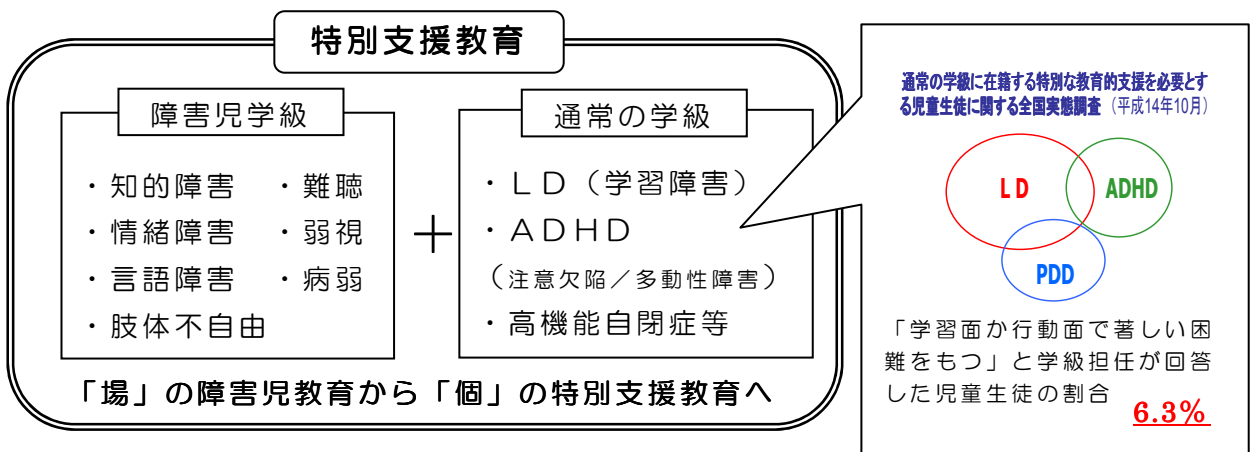 特別支援教育
障害児学級
・知的障害 ・難聴
・情緒障害 ・弱視
・言語障害 ・病弱
・肢体不自由
＋
通常の学級
・ＬＤ（学習障害）
・ＡＤＨＤ
（注意欠陥／多動性障害）
・高機能自閉症等
「場」の障害児教育から「個」の特別支援教育へ
通常の学級に在籍する特別な教育的支援を必要とす
る児童生徒に関する全国実態調査（平成14年10月）
LD
ADHD
PDD
「学習面か行動面で著しい困
難をもつ」と学級担任が回答
した児童生徒の割合
6.3%